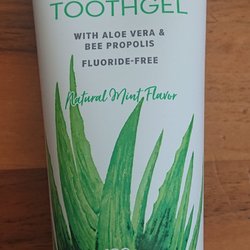 TOOTHGEL
WITH ALOE VERA &
BEE PROPOLIS
FLUORIDE-FREE
Natural Mint Flavor